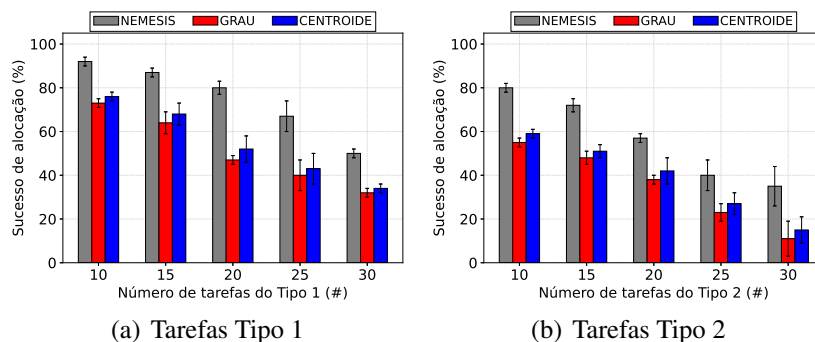 NEMESIS GRAU CENTROIDE
100
80
60
40
20
0
Sucesso de alocação (%)
10 15 20 25 30
Número de tarefas do Tipo 1 (#)
(a) Tarefas Tipo 1
NEMESIS GRAU CENTROIDE
100
80
60
40
20
0
Sucesso de alocação (%)
10 15 20 25 30
Número de tarefas do Tipo 2 (#)
(b) Tarefas Tipo 2